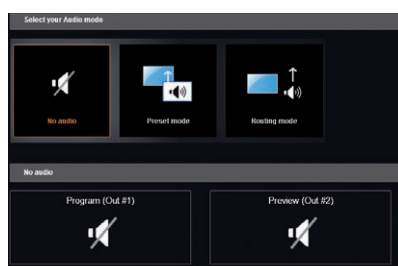 Select your Audio mode
No audio
Preset mode
Routing mode
No audio
Program (Out #1)
Preview (Out #2)